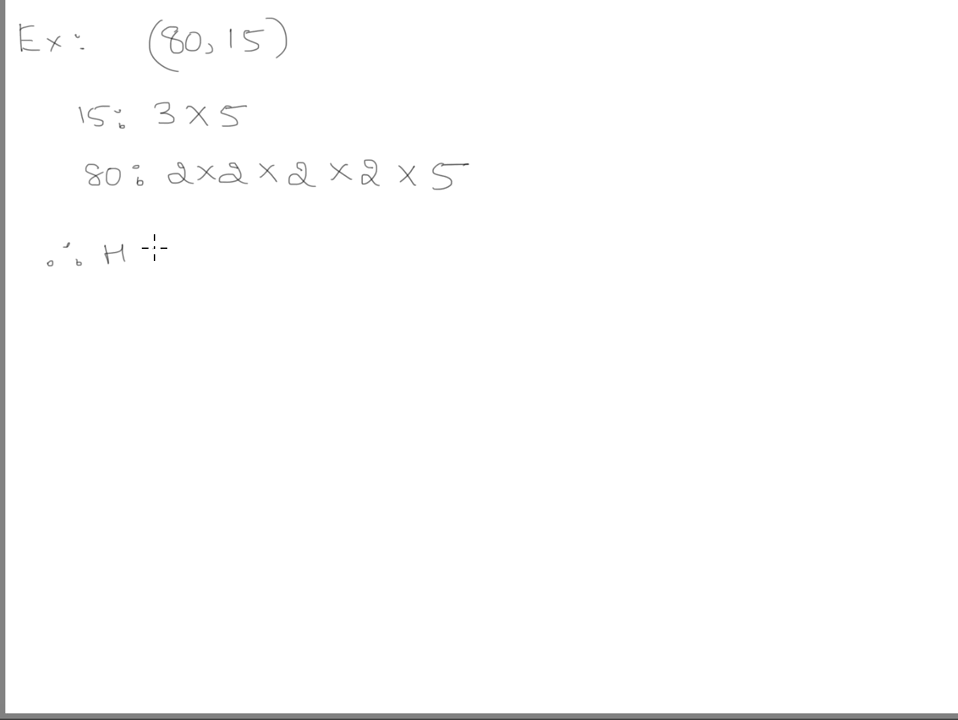 Ex: (80, 15)
15: 3 × 5
80: 2 × 2 × 2 × 2 × 5
∴ H